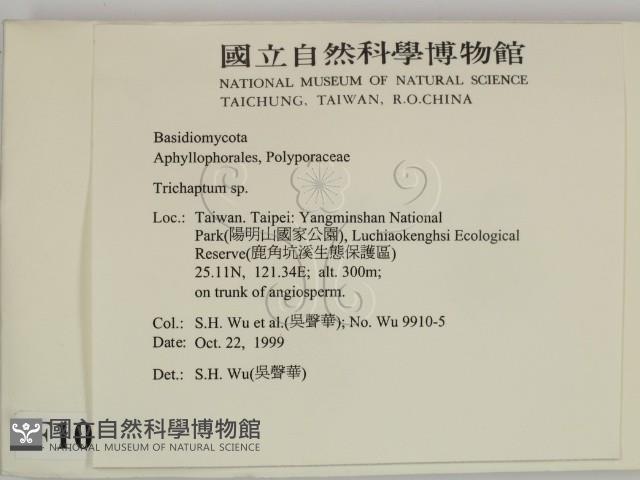 國立自然科學博物館
NATIONAL MUSEUM OF NATURAL SCIENCE
TAICHUNG, TAIWAN, R.O.CHINA
Basidiomycota
Aphyllophorales, Polyporaceae
Trichaptum sp.
Loc.: Taiwan. Taipei: Yangminshan National
Park(陽明山國家公園), Luchiaokenghsi Ecological
Reserve(鹿角坑溪生態保護區)
25.11N, 121.34E; alt. 300m;
on trunk of angiosperm.
Col.: S.H. Wu et al.(吳聲華); No. Wu 9910-5
Date: Oct. 22, 1999
Det.: S.H. Wu(吳聲華)
國立自然科學博物館
NATIONAL MUSEUM OF NATURAL SCIENCE